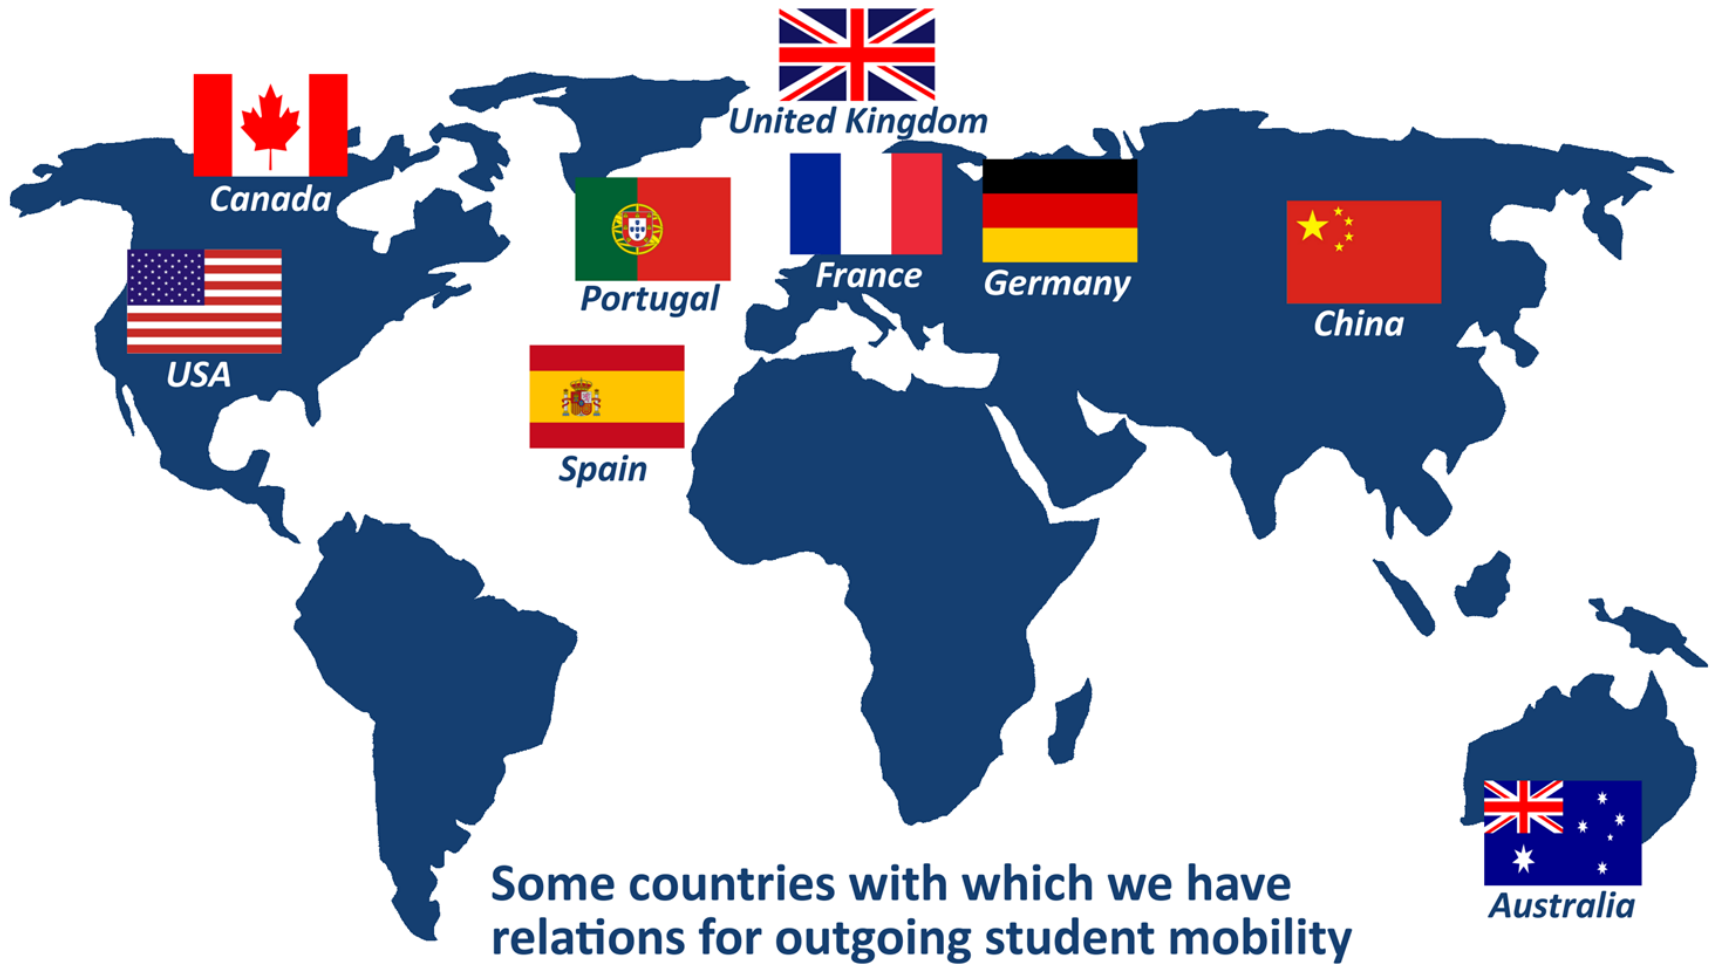 United Kingdom
Canada
France
Germany
Portugal
China
USA
Spain
Some countries with which we have
relations for outgoing student mobility
Australia